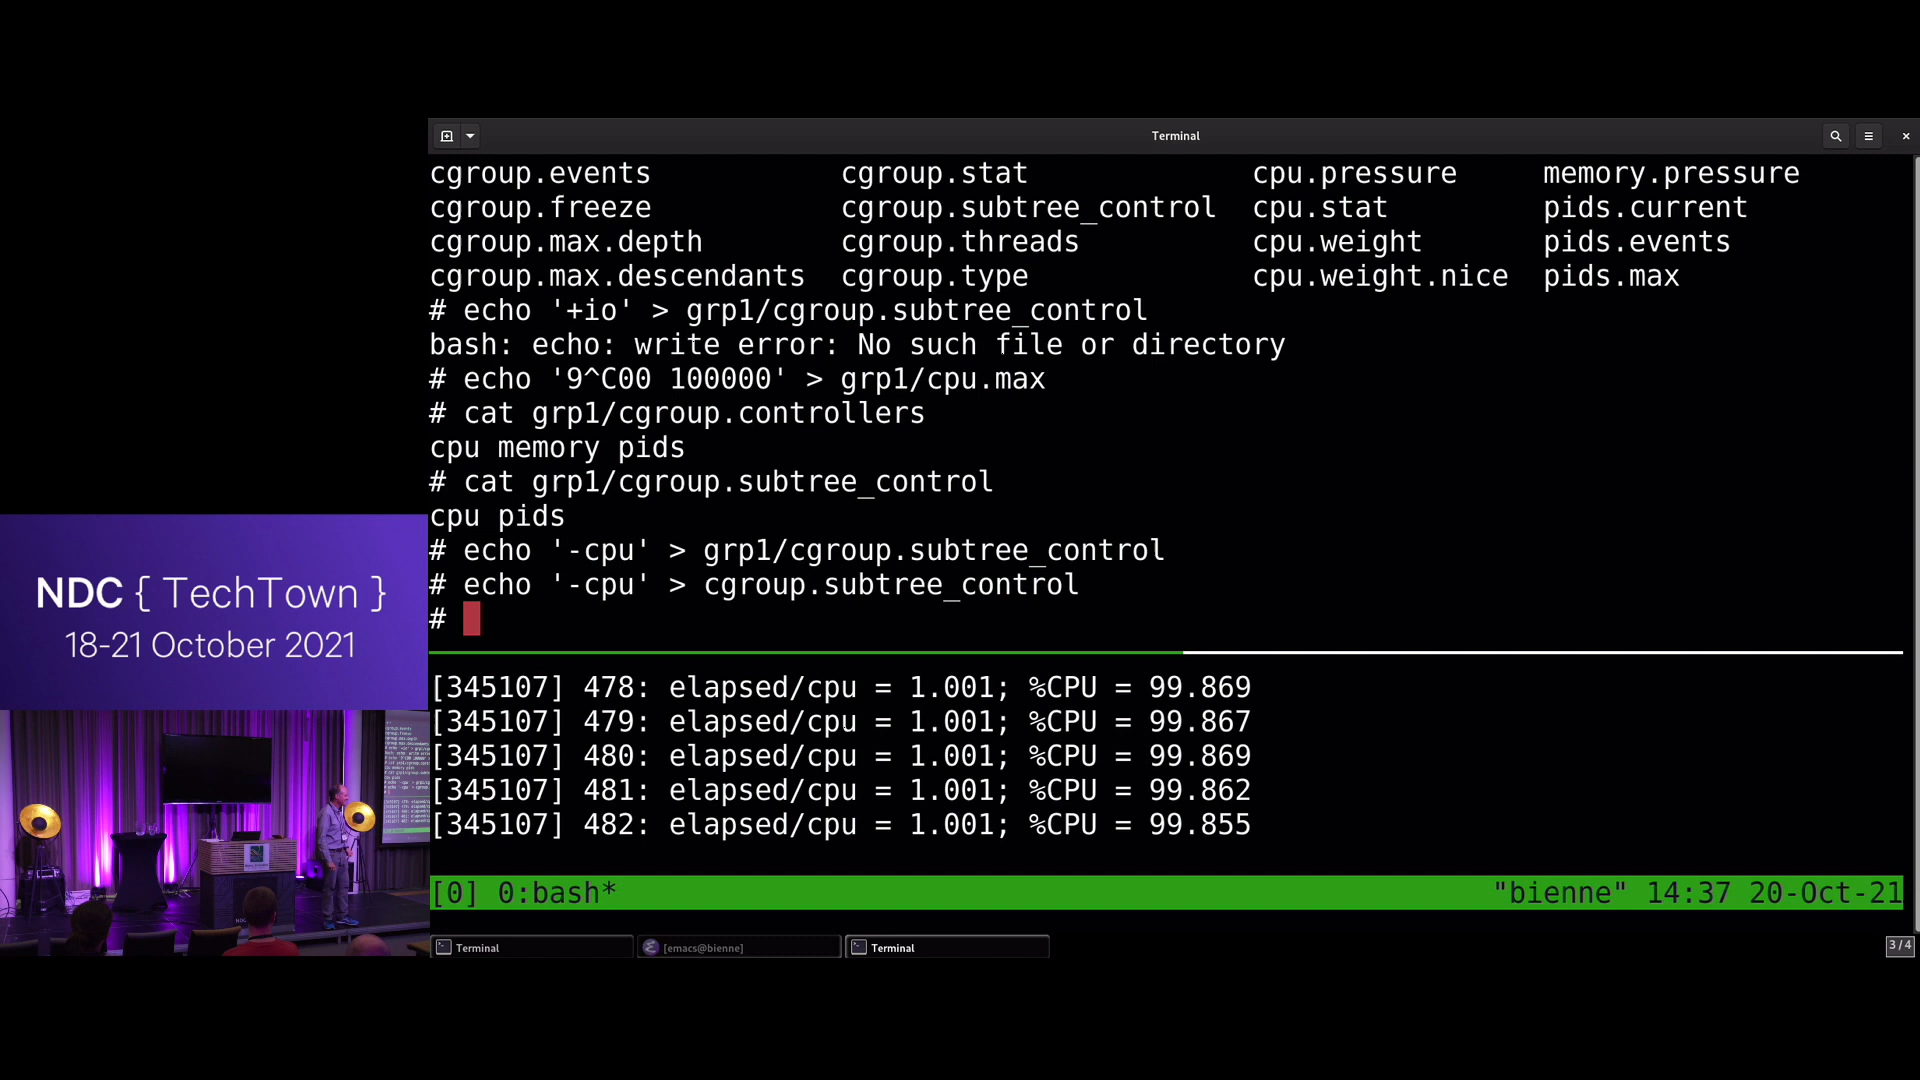 Terminal
cgroup.events cgroup.stat cpu.pressure memory.pressure
cgroup.freeze cgroup.subtree_control cpu.stat pids.current
cgroup.max.depth cgroup.threads cpu.weight pids.events
cgroup.max.descendants cgroup.type cpu.weight.nice pids.max
# echo '+io' > grp1/cgroup.subtree_control
bash: echo: write error: No such file or directory
# echo '9^C00 100000' > grp1/cpu.max
# cat grp1/cgroup.controllers
cpu memory pids
# cat grp1/cgroup.subtree_control
cpu pids
# echo '-cpu' > grp1/cgroup.subtree_control
# echo '-cpu' > cgroup.subtree_control
#
[345107] 478: elapsed/cpu = 1.001; %CPU = 99.869
[345107] 479: elapsed/cpu = 1.001; %CPU = 99.867
[345107] 480: elapsed/cpu = 1.001; %CPU = 99.869
[345107] 481: elapsed/cpu = 1.001; %CPU = 99.862
[345107] 482: elapsed/cpu = 1.001; %CPU = 99.855
[0] 0:bash* "bienne" 14:37 20-Oct-21
Terminal [emacs@bienne] Terminal 3/4
NDC { TechTown }
18-21 October 2021